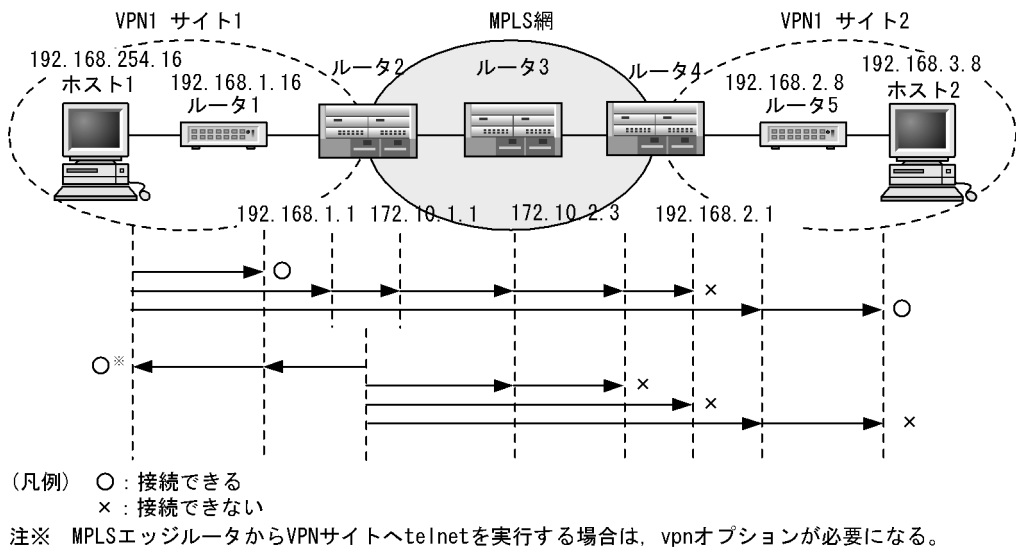 VPN1 サイト1
MPLS網
VPN1 サイト2
192.168.254.16
ホスト1
192.168.1.16
ルータ1
ルータ2
ルータ3
ルータ4
192.168.2.8
ルータ5
192.168.3.8
ホスト2
192.168.1.1
172.10.1.1
172.10.2.3
192.168.2.1
○
×
○
○※
×
×
×
(凡例) ○：接続できる
×：接続できない
注※ MPLSエッジルータからVPNサイトへtelnetを実行する場合は，vpnオプションが必要になる。